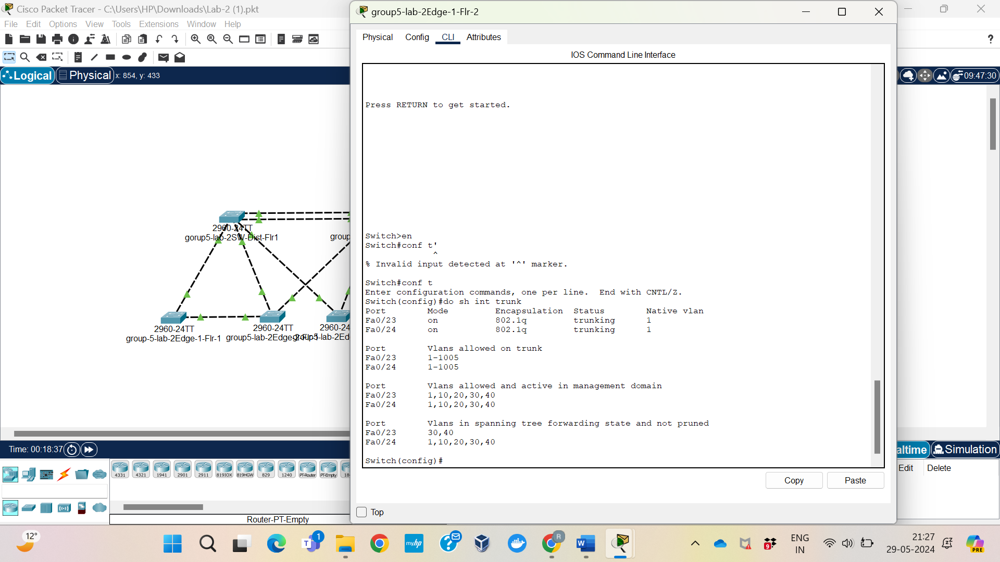 Cisco Packet Tracer - C:\Users\HP\Downloads\Lab-2 (1).pkt
File Edit Options View Tools Extensions Window Help
?
Logical Physical x: 854, y: 433
09:47:30
group5-lab-2Edge-1-Flr-2
Physical Config CLI Attributes
IOS Command Line Interface
Press RETURN to get started.
Switch>en
Switch#conf t'
^
% Invalid input detected at '^' marker.
Switch#conf t
Enter configuration commands, one per line. End with CNTL/Z.
Switch(config)#do sh int trunk
Port Mode Encapsulation Status Native vlan
Fa0/23 on 802.1q trunking 1
Fa0/24 on 802.1q trunking 1
Port Vlans allowed on trunk
Fa0/23 1-1005
Fa0/24 1-1005
Port Vlans allowed and active in management domain
Fa0/23 1,10,20,30,40
Fa0/24 1,10,20,30,40
Port Vlans in spanning tree forwarding state and not pruned
Fa0/23 30,40
Fa0/24 1,10,20,30,40
Switch(config)#
Copy Paste
Top
2960-24TT
gorup5-lab-2SW-Dist-Flr1
group
2960-24TT
group-5-lab-2Edge-1-Flr-1
2960-24TT
group5-lab-2Edge-2-Flr-1
2960-24
group5-lab-2Ed
Time: 00:18:37
altime Simulation
Edit Delete
4331 4321 1941 2901 2911 819IOX 819HGW 829 1240 PT-Router PT-Empty 18
Router-PT-Empty
12°
T 1
myhp
?
R
W
9
ENG
IN
21:27
29-05-2024
PRE